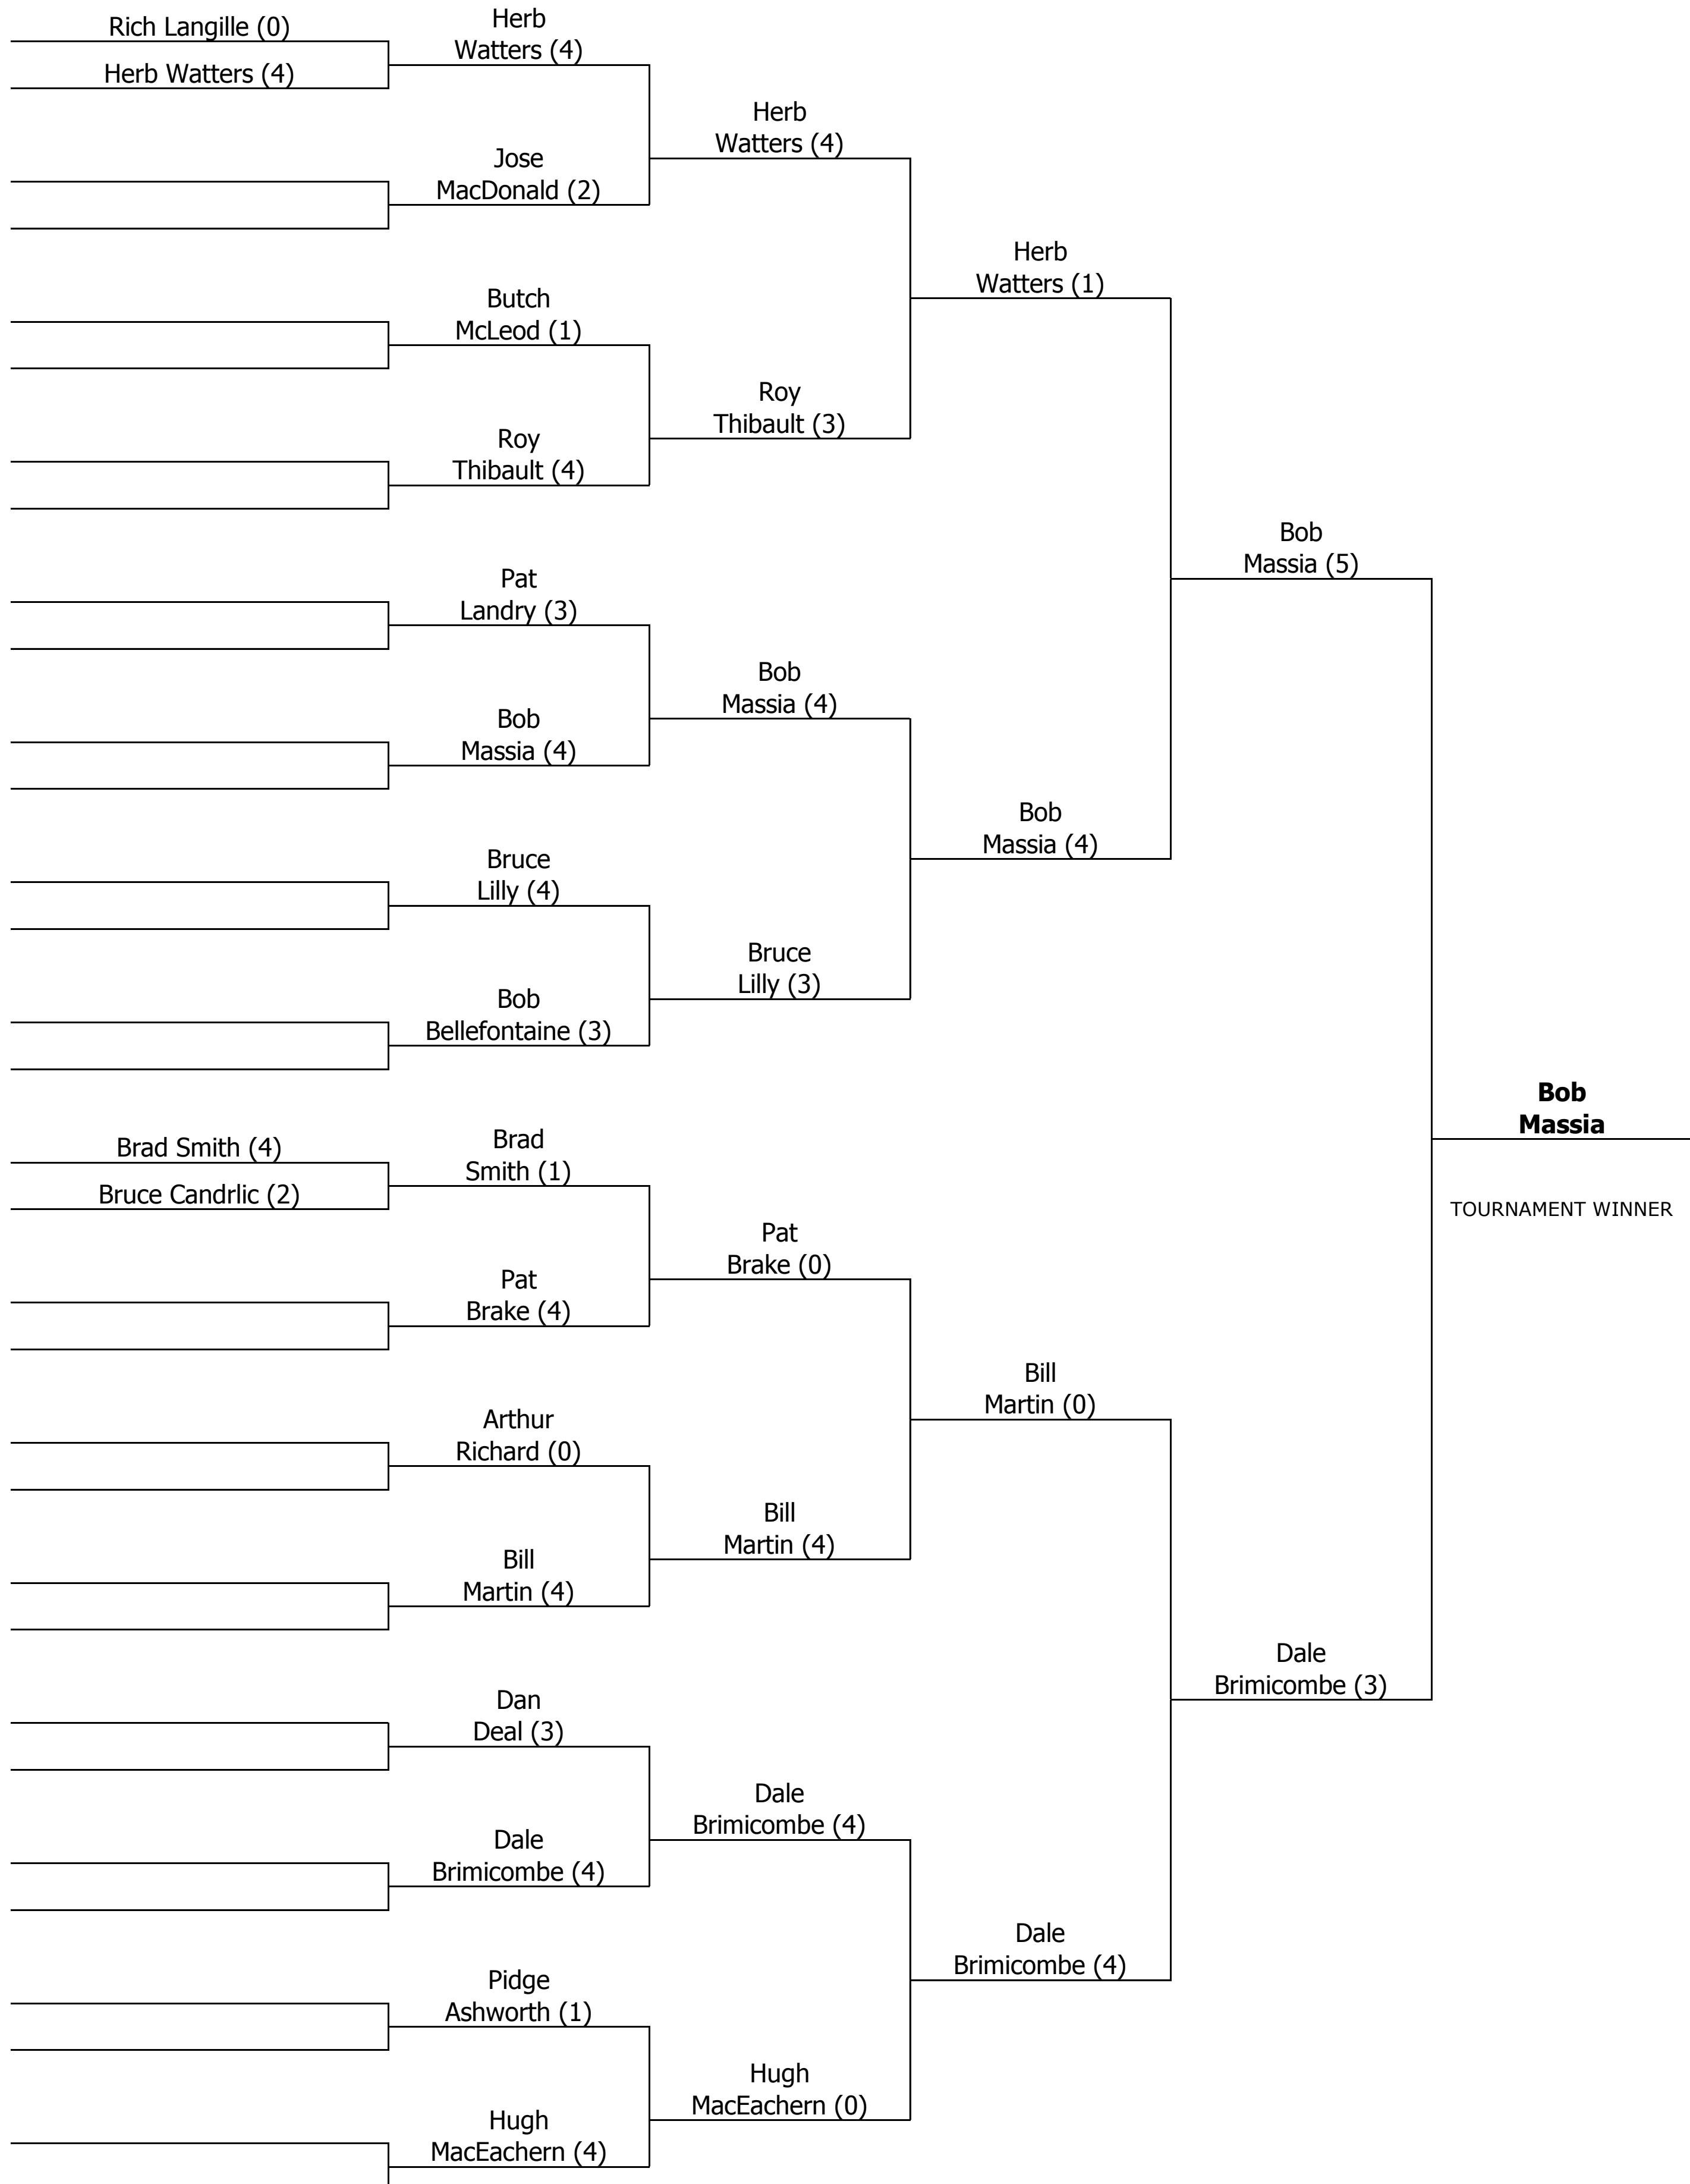 Rich Langille (0)
Herb Watters (4)
Herb
Watters (4)
Jose
MacDonald (2)
Butch
McLeod (1)
Roy
Thibault (4)
Pat
Landry (3)
Bob
Massia (4)
Bruce
Lilly (4)
Bob
Bellefontaine (3)
Brad Smith (4)
Bruce Candrlic (2)
Brad
Smith (1)
Pat
Brake (4)
Arthur
Richard (0)
Bill
Martin (4)
Dan
Deal (3)
Dale
Brimicombe (4)
Pidge
Ashworth (1)
Hugh
MacEachern (4)
Herb
Watters (4)
Roy
Thibault (3)
Bob
Massia (4)
Bruce
Lilly (3)
Pat
Brake (0)
Bill
Martin (4)
Dale
Brimicombe (4)
Hugh
MacEachern (0)
Herb
Watters (1)
Bob
Massia (4)
Bill
Martin (0)
Dale
Brimicombe (4)
Bob
Massia (5)
Dale
Brimicombe (3)
Bob
Massia
TOURNAMENT WINNER